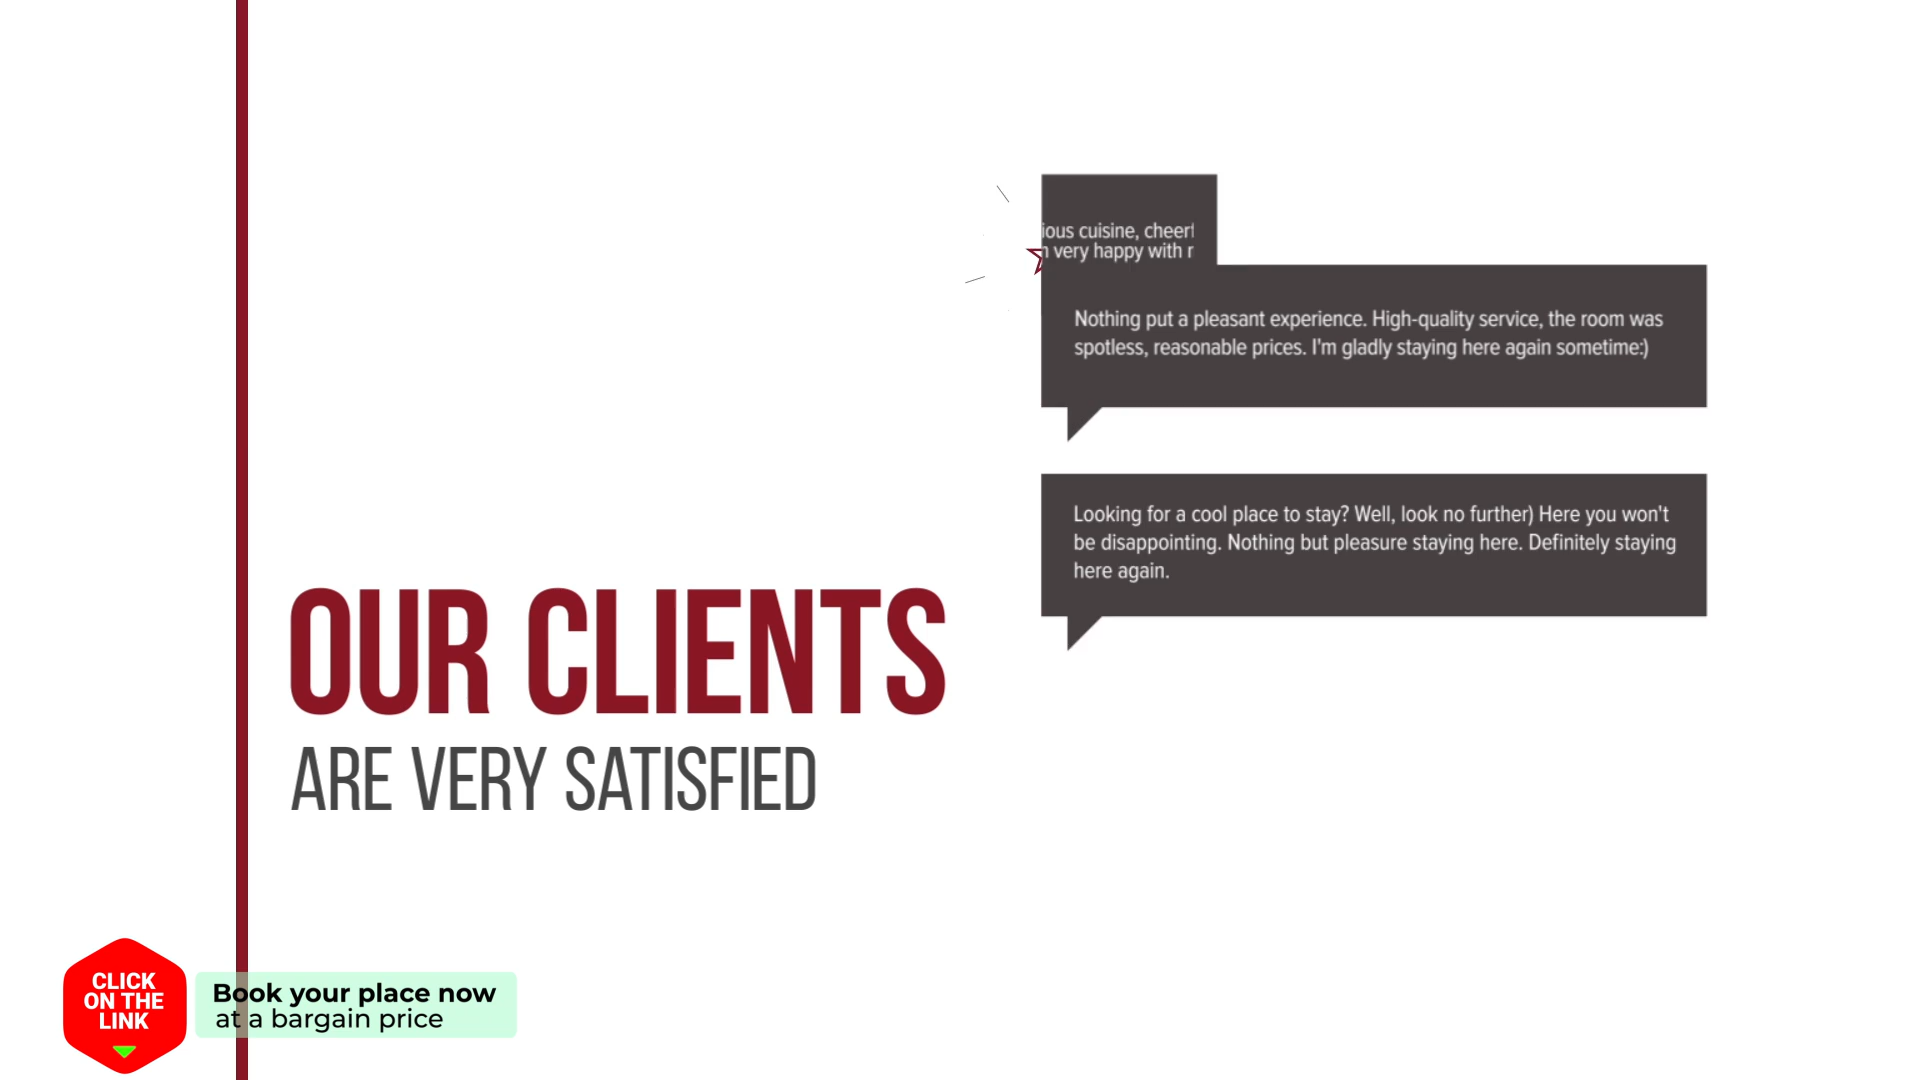 cuisine,
very happy with
Nothing put a pleasant experience. High-quality service, the room was
spotless, reasonable prices. I'm gladly staying here again sometime:)
Looking for a cool place to stay? Well, look no further) Here you won't
be disappointing. Nothing but pleasure staying here. Definitely staying
here again.
OUR CLIENTS
ARE VERY SATISFIED
CLICK
ON THE
LINK
Book your place now
at a bargain price